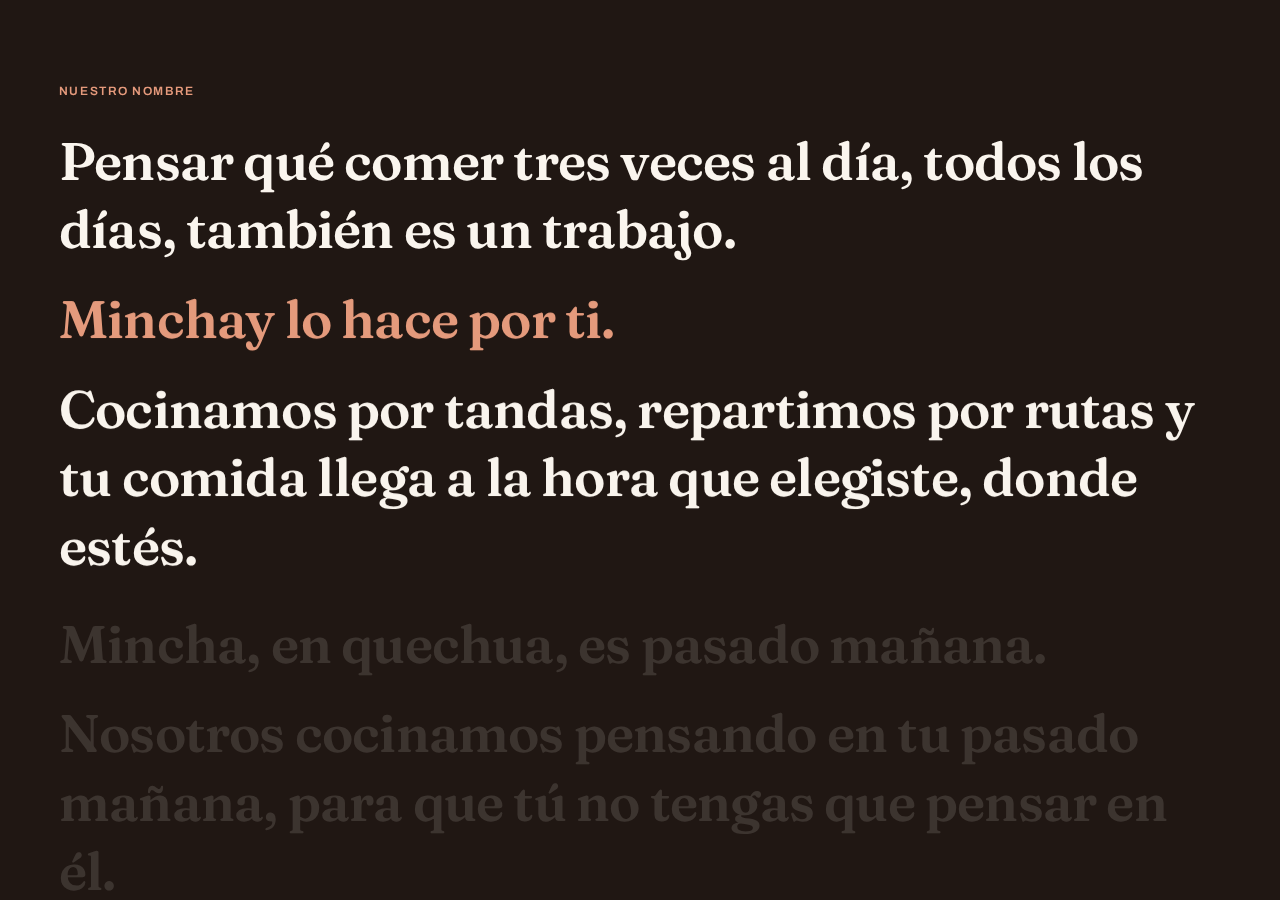 NUESTRO NOMBRE
Pensar qué comer tres veces al día, todos los
días, también es un trabajo.
Minchay lo hace por ti.
Cocinamos por tandas, repartimos por rutas y
tu comida llega a la hora que elegiste, donde
estés.
Mincha, en quechua, es pasado mañana.
Nosotros cocinamos pensando en tu pasado
mañana, para que tú no tengas que pensar en
él.